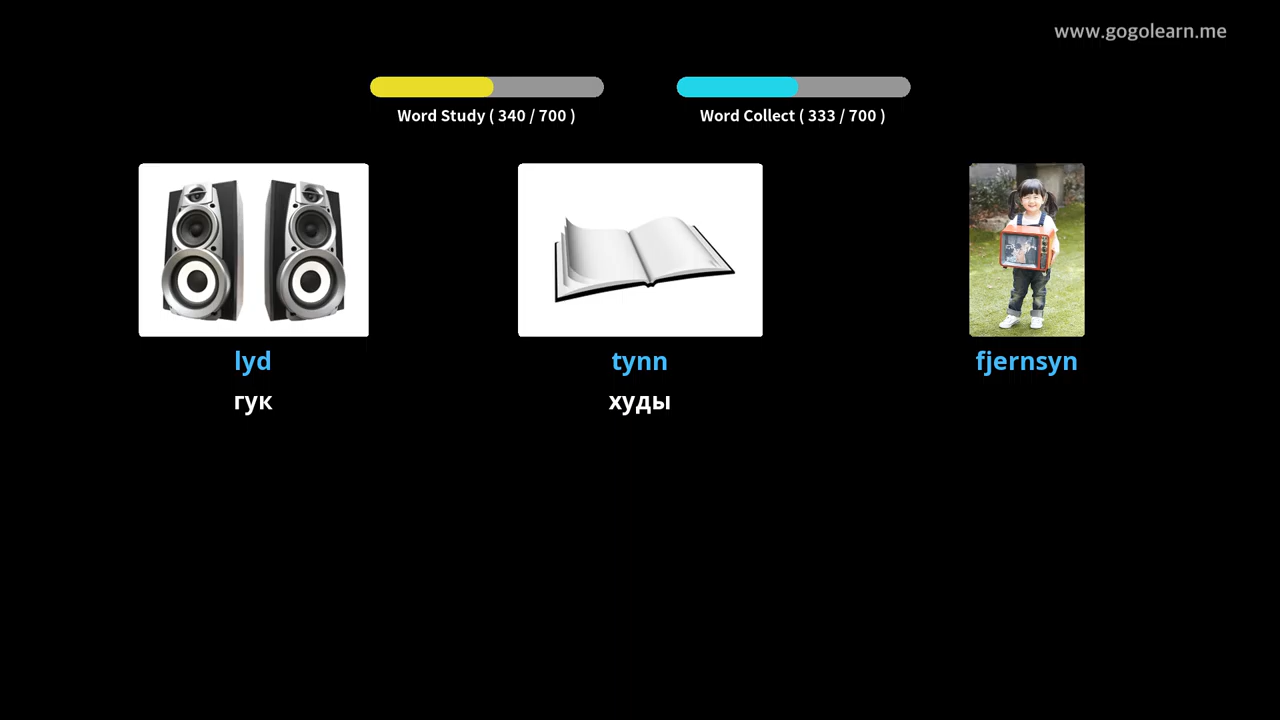 www.gogolearn.me
Word Study ( 340 / 700 )
Word Collect ( 333 / 700 )
lyd
tynn
fjernsyn
гук
худы